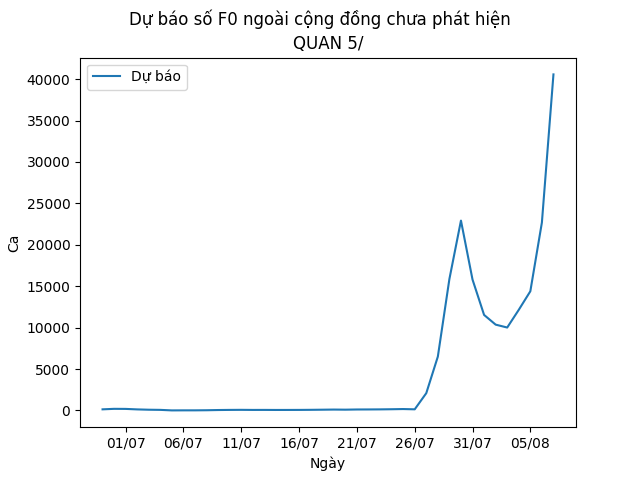 Dự báo số F0 ngoài cộng đồng chưa phát hiện
QUAN 5/
Dự báo
Ca
40000
35000
30000
25000
20000
15000
10000
5000
0
01/07 06/07 11/07 16/07 21/07 26/07 31/07 05/08
Ngày